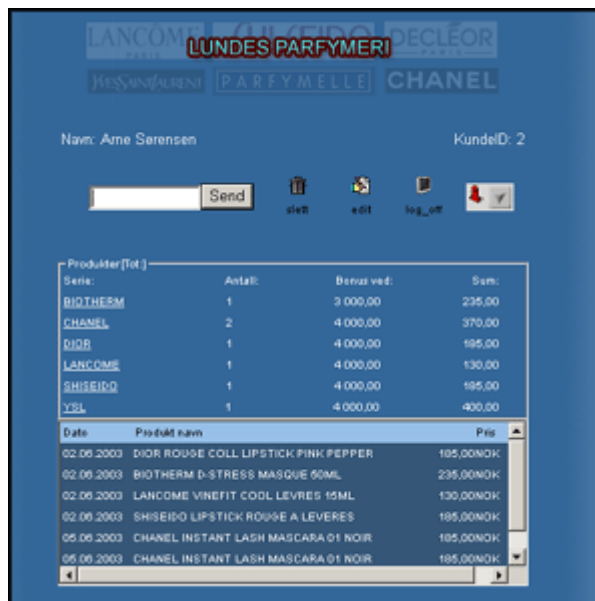 LANCÔME SHISEIDO DECLÉOR
PARIS PARIS
LUNDES PARFYMERI
YVESSAINTLAURENT PARFYMELLE CHANEL
Navn: Arne Sørensen KundeID: 2
Send
slett edit log_off
Produkter[Tot:]
Serie: Antall: Bonus ved: Sum:
BIOTHERM 1 3 000,00 235,00
CHANEL 2 4 000,00 370,00
DIOR 1 4 000,00 185,00
LANCOME 1 4 000,00 130,00
SHISEIDO 1 4 000,00 185,00
YSL 1 4 000,00 400,00
Dato Produkt navn Pris
02.06.2003 DIOR ROUGE COLL LIPSTICK PINK PEPPER 185,00NOK
02.06.2003 BIOTHERM D-STRESS MASQUE 50ML 235,00NOK
02.06.2003 LANCOME VINEFIT COOL LEVRES 15ML 130,00NOK
02.06.2003 SHISEIDO LIPSTICK ROUGE A LEVERES 185,00NOK
05.06.2003 CHANEL INSTANT LASH MASCARA 01 NOIR 185,00NOK
05.06.2003 CHANEL INSTANT LASH MASCARA 01 NOIR 185,00NOK